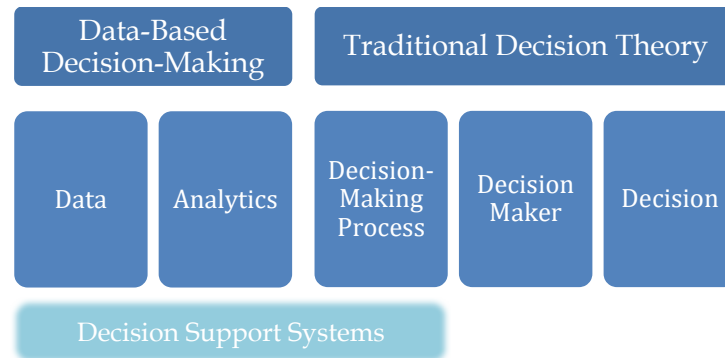 Data-Based
Decision-Making
Traditional Decision Theory
Data
Analytics
Decision-
Making
Process
Decision
Maker
Decision
Decision Support Systems